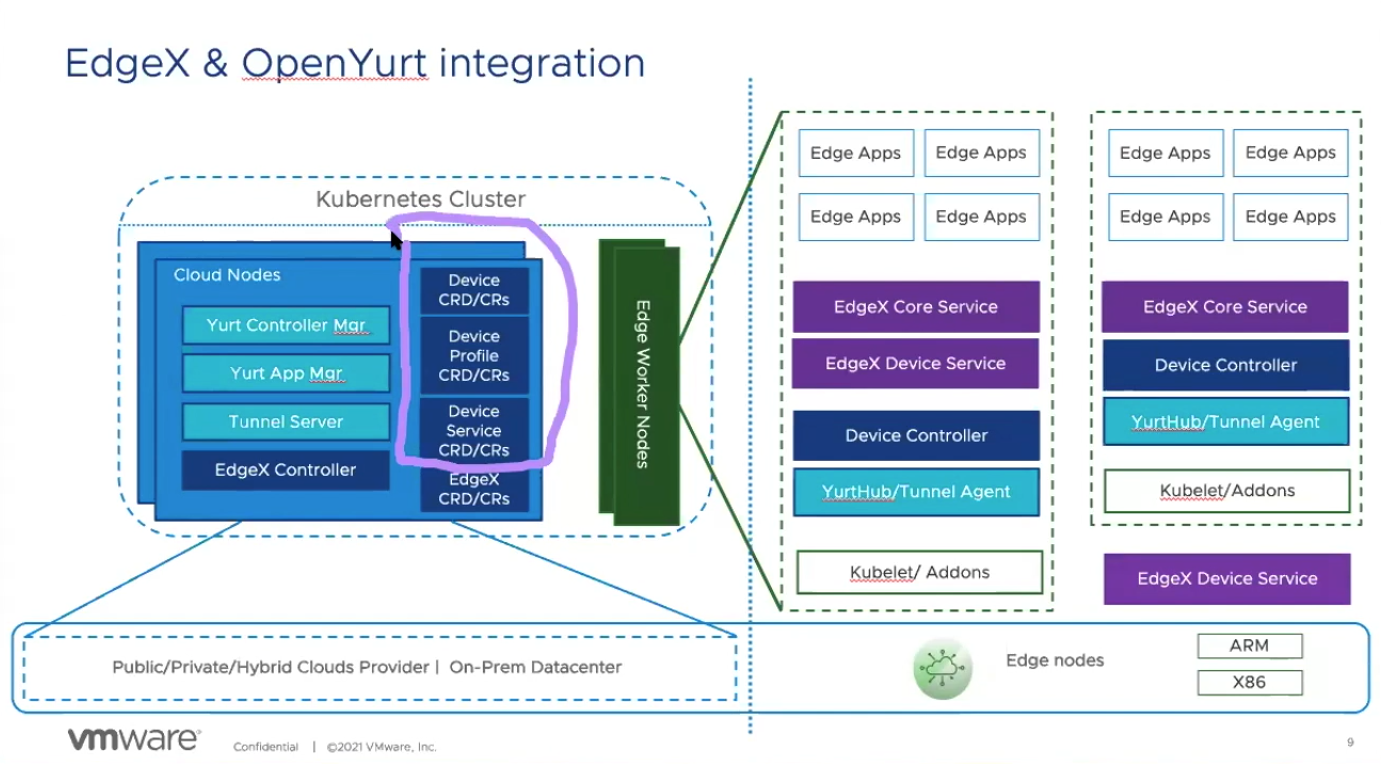 EdgeX & OpenYurt integration
Kubernetes Cluster
Cloud Nodes
Yurt Controller Mgr
Yurt App Mgr
Tunnel Server
EdgeX Controller
Device
CRD/CRs
Device
Profile
CRD/CRs
Device
Service
CRD/CRs
EdgeX
CRD/CRs
Edge Worker Nodes
Edge Apps
Edge Apps
Edge Apps
Edge Apps
EdgeX Core Service
EdgeX Device Service
Device Controller
YurtHub/Tunnel Agent
Kubelet/ Addons
Edge Apps
Edge Apps
Edge Apps
Edge Apps
EdgeX Core Service
Device Controller
YurtHub/Tunnel Agent
Kubelet/Addons
EdgeX Device Service
Public/Private/Hybrid Clouds Provider | On-Prem Datacenter
Edge nodes
ARM
X86
vmware®
Confidential | ©2021 VMware, Inc.
9